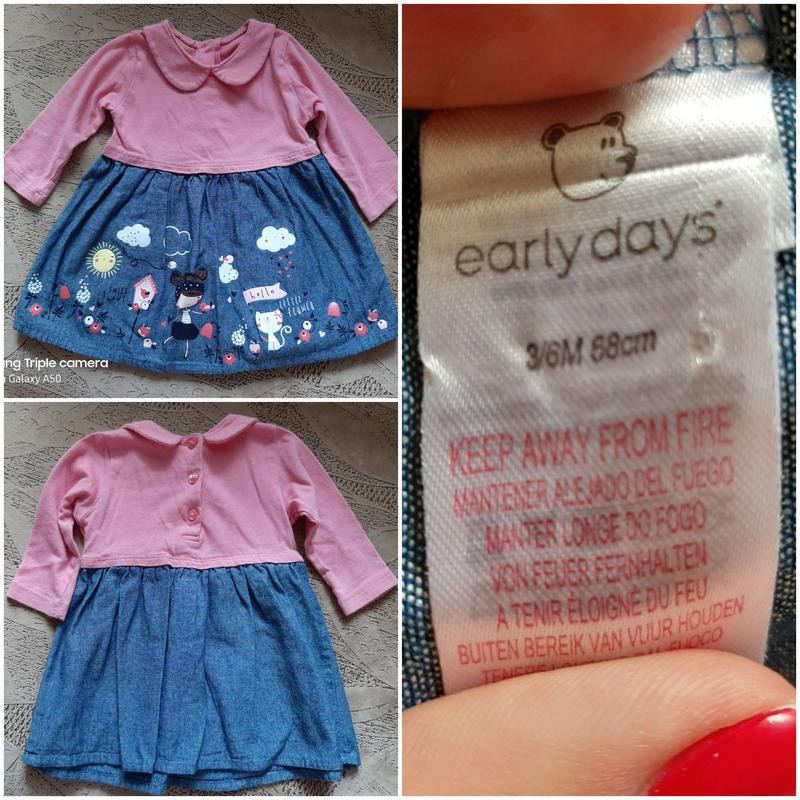 hello
LITTLE
FLOWER
ng Triple camera
Galaxy A50
early days
3/6M 68cm
KEEP AWAY FROM FIRE
MANTENER ALEJADO DEL FUEGO
MANTER LONGE DO FOGO
VON FEUER FERNHALTEN
A TENIR ÉLOIGNÉ DU FEU
BUITEN BEREIK VAN VUUR HOUDEN